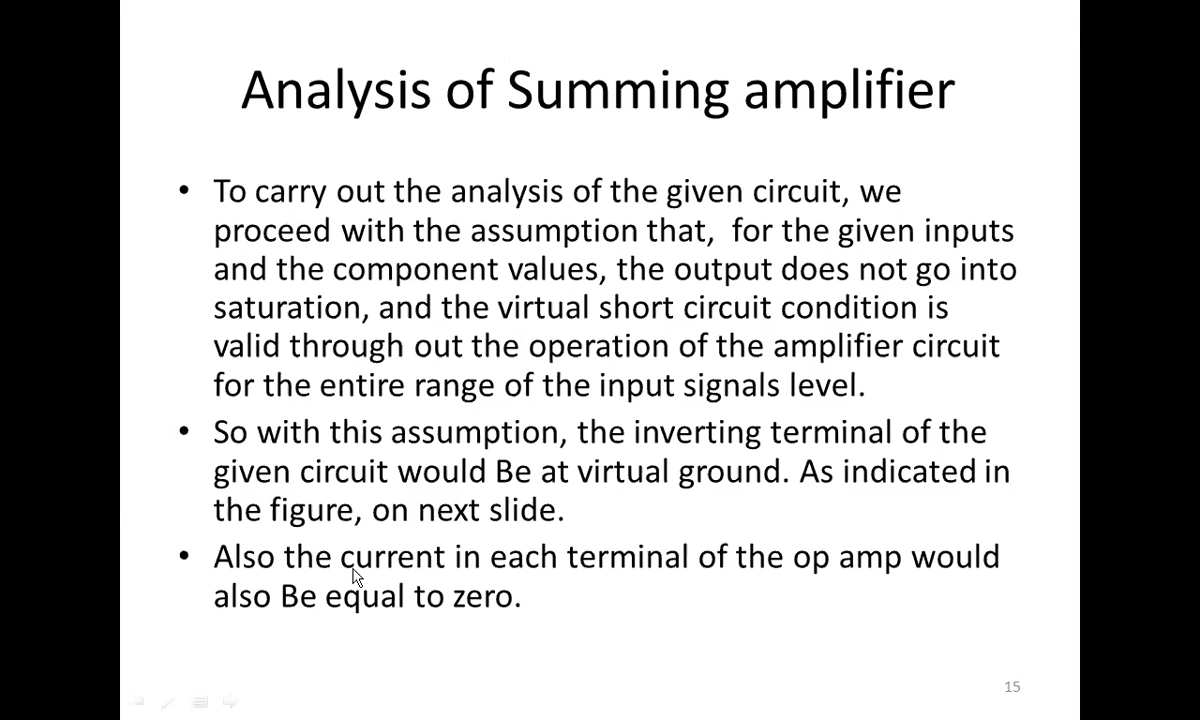 Analysis of Summing amplifier
• To carry out the analysis of the given circuit, we
proceed with the assumption that,  for the given inputs
and the component values, the output does not go into
saturation, and the virtual short circuit condition is
valid through out the operation of the amplifier circuit
for the entire range of the input signals level.
• So with this assumption, the inverting terminal of the
given circuit would Be at virtual ground. As indicated in
the figure, on next slide.
• Also the current in each terminal of the op amp would
also Be equal to zero.
15